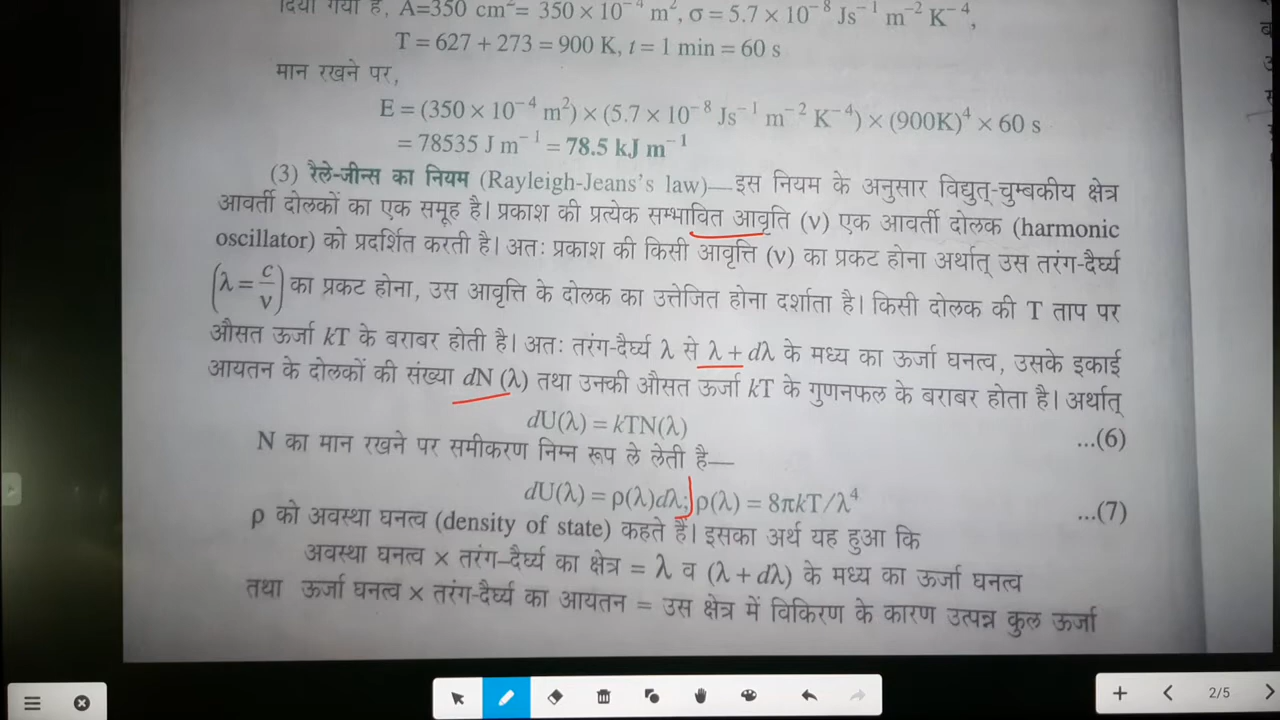 दिया गया है, A=350 cm²= 350 × 10⁻⁴ m², σ = 5.7 × 10⁻⁸ Js⁻¹ m⁻² K⁻⁴,
T = 627 + 273 = 900 K, t = 1 min = 60 s
मान रखने पर,
E = (350 × 10⁻⁴ m²) × (5.7 × 10⁻⁸ Js⁻¹ m⁻² K⁻⁴) × (900K)⁴ × 60 s
= 78535 J m⁻¹ = 78.5 kJ m⁻¹
(3) रैले-जीन्स का नियम (Rayleigh-Jeans's law)—इस नियम के अनुसार विद्युत्-चुम्बकीय क्षेत्र
आवर्ती दोलकों का एक समूह है। प्रकाश की प्रत्येक सम्भावित आवृति (ν) एक आवर्ती दोलक (harmonic
oscillator) को प्रदर्शित करती है। अतः प्रकाश की किसी आवृत्ति (ν) का प्रकट होना अर्थात् उस तरंग-दैर्घ्य
(λ = c/ν) का प्रकट होना, उस आवृत्ति के दोलक का उत्तेजित होना दर्शाता है। किसी दोलक की T ताप पर
औसत ऊर्जा kT के बराबर होती है। अतः तरंग-दैर्घ्य λ से λ + dλ के मध्य का ऊर्जा घनत्व, उसके इकाई
आयतन के दोलकों की संख्या dN (λ) तथा उनकी औसत ऊर्जा kT के गुणनफल के बराबर होता है। अर्थात्
dU(λ) = kTN(λ) ...(6)
N का मान रखने पर समीकरण निम्न रूप ले लेती है—
dU(λ) = ρ(λ)dλ; ρ(λ) = 8πkT/λ⁴ ...(7)
ρ को अवस्था घनत्व (density of state) कहते हैं। इसका अर्थ यह हुआ कि
अवस्था घनत्व × तरंग–दैर्घ्य का क्षेत्र = λ व (λ + dλ) के मध्य का ऊर्जा घनत्व
तथा ऊर्जा घनत्व × तरंग-दैर्घ्य का आयतन = उस क्षेत्र में विकिरण के कारण उत्पन्न कुल ऊर्जा
2/5